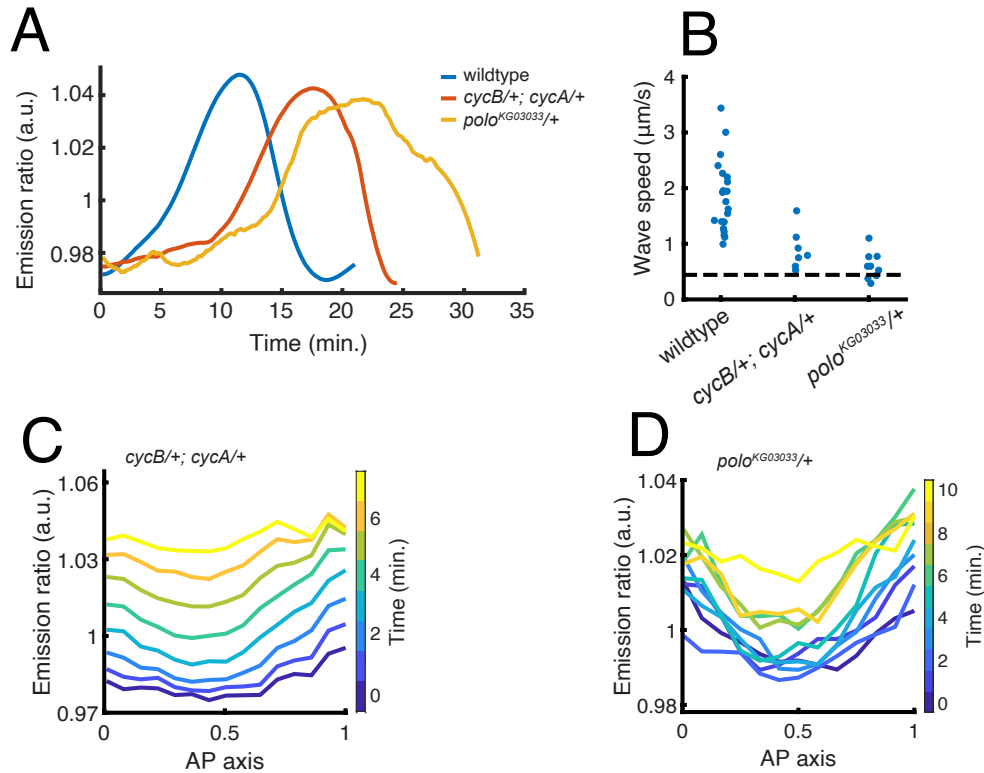 A
B
Emission ratio (a.u.)
1.04
1.02
1
0.98
0
5
10
15
20
25
30
35
Time (min.)
wildtype
cycB/+; cycA/+
polo^KG03033/+
Wave speed (µm/s)
4
3
2
1
0
wildtype
cycB/+; cycA/+
polo^KG03033/+
C
D
cycB/+; cycA/+
Emission ratio (a.u.)
1.06
1.03
1
0.97
0
0.5
1
AP axis
6
4
2
0
Time (min.)
polo^KG03033/+
Emission ratio (a.u.)
1.04
1.02
1
0.98
0
0.5
1
AP axis
10
8
6
4
2
0
Time (min.)